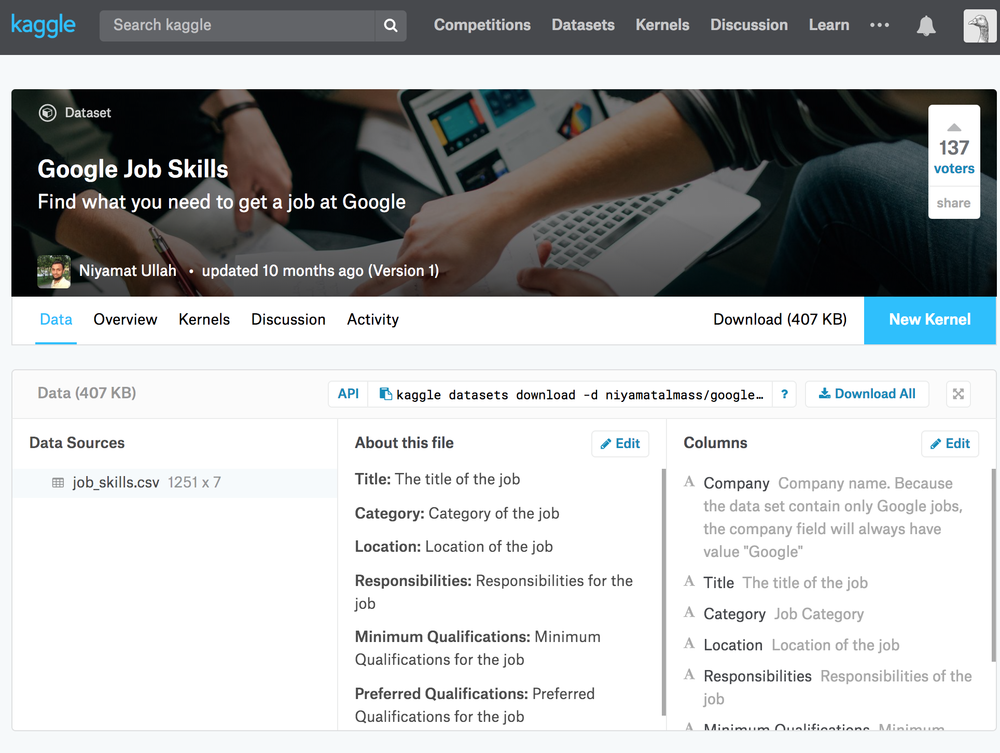 kaggle
Search kaggle
Competitions
Datasets
Kernels
Discussion
Learn
Dataset
137
voters
share
Google Job Skills
Find what you need to get a job at Google
Niyamat Ullah • updated 10 months ago (Version 1)
Data
Overview
Kernels
Discussion
Activity
Download (407 KB)
New Kernel
Data (407 KB)
API
kaggle datasets download -d niyamatalmass/google…
?
Download All
Data Sources
job_skills.csv 1251 x 7
About this file
Edit
Title: The title of the job
Category: Category of the job
Location: Location of the job
Responsibilities: Responsibilities for the
job
Minimum Qualifications: Minimum
Qualifications for the job
Preferred Qualifications: Preferred
Qualifications for the job
Columns
Edit
A Company Company name. Because
the data set contain only Google jobs,
the company field will always have
value "Google"
A Title The title of the job
A Category Job Category
A Location Location of the job
A Responsibilities Responsibilities of the
job
A Minimum Qualifications Minimum